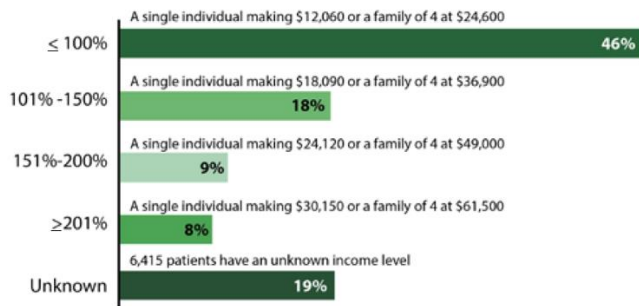 A single individual making $12,060 or a family of 4 at $24,600
≤ 100% 46%
A single individual making $18,090 or a family of 4 at $36,900
101% -150% 18%
A single individual making $24,120 or a family of 4 at $49,000
151%-200% 9%
A single individual making $30,150 or a family of 4 at $61,500
≥201% 8%
6,415 patients have an unknown income level
Unknown 19%